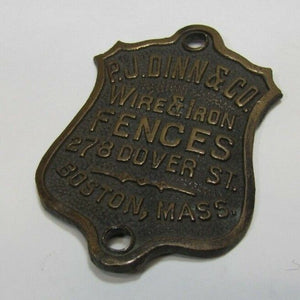 P.J. DINN & CO.
WIRE & IRON
FENCES
278 DOVER ST.
BOSTON, MASS.